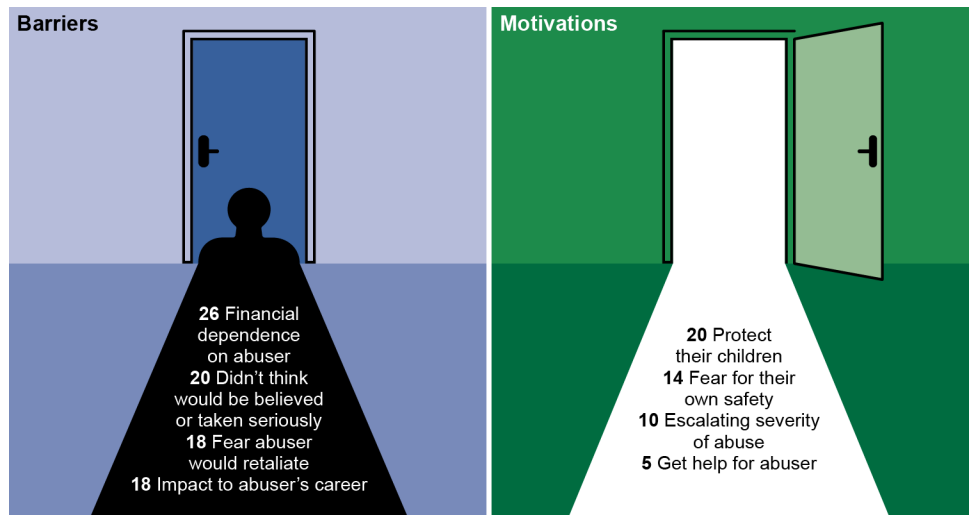 Barriers
26 Financial
dependence
on abuser
20 Didn’t think
would be believed
or taken seriously
18 Fear abuser
would retaliate
18 Impact to abuser’s career
Motivations
20 Protect
their children
14 Fear for their
own safety
10 Escalating severity
of abuse
5 Get help for abuser